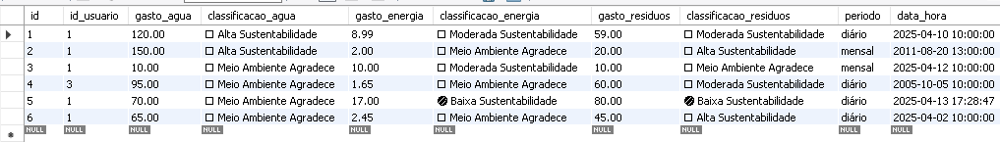 id id_usuario gasto_agua classificacao_agua gasto_energia classificacao_energia gasto_residuos classificacao_residuos periodo data_hora
1 1 120.00 Alta Sustentabilidade 8.99 Moderada Sustentabilidade 59.00 Moderada Sustentabilidade diário 2025-04-10 10:00:00
2 1 150.00 Alta Sustentabilidade 20.00 Meio Ambiente Agradece 20.00 Alta Sustentabilidade mensal 2011-08-20 13:00:00
3 1 10.00 Meio Ambiente Agradece 10.00 Moderada Sustentabilidade 10.00 Meio Ambiente Agradece mensal 2025-04-12 10:00:00
4 3 95.00 Meio Ambiente Agradece 1.65 Meio Ambiente Agradece 60.00 Moderada Sustentabilidade diário 2005-10-05 10:00:00
5 1 70.00 Meio Ambiente Agradece 17.00 Baixa Sustentabilidade 80.00 Baixa Sustentabilidade diário 2025-04-13 17:28:47
6 1 65.00 Meio Ambiente Agradece 2.45 Meio Ambiente Agradece 45.00 Alta Sustentabilidade diário 2025-04-02 10:00:00
NULL NULL NULL NULL NULL NULL NULL NULL NULL NULL